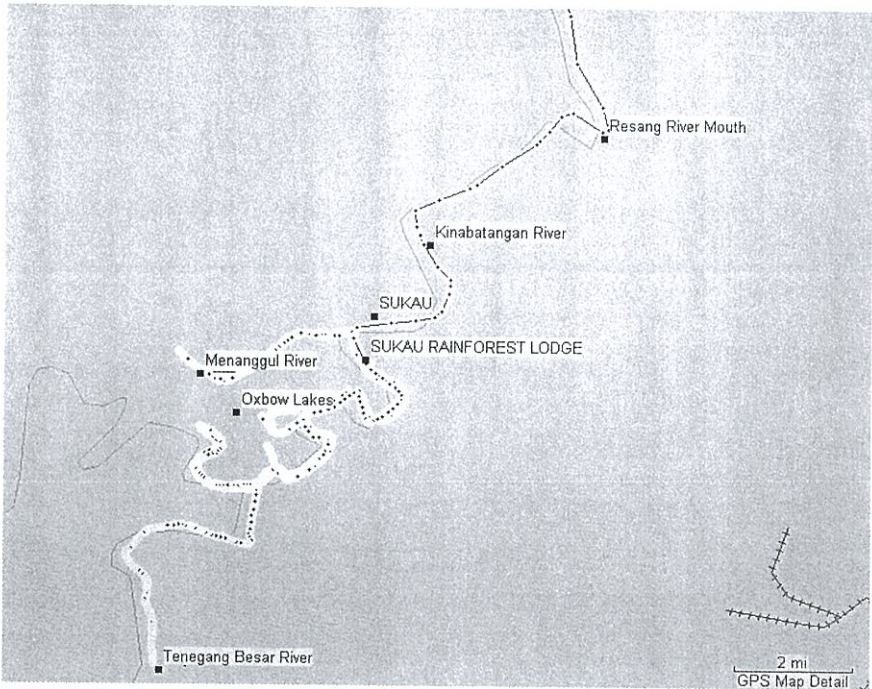 Resang River Mouth
Kinabatangan River
SUKAU
SUKAU RAINFOREST LODGE
Menanggul River
Oxbow Lakes
Tenegang Besar River
2 mi
GPS Map Detail